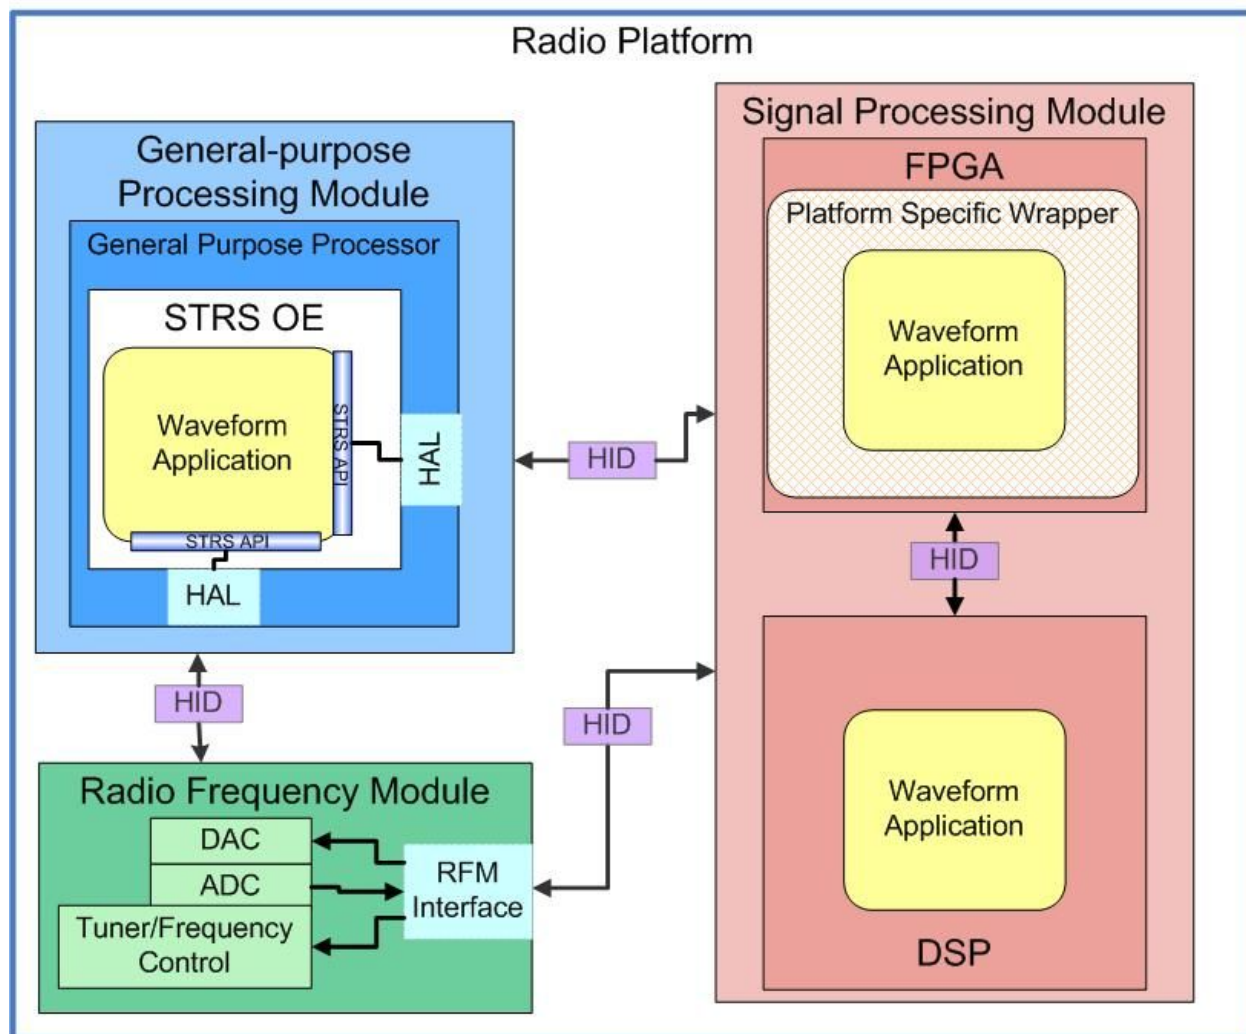 Radio Platform
General-purpose
Processing Module
General Purpose Processor
STRS OE
Waveform
Application
STRS API
HAL
STRS API
HAL
HID
HID
Radio Frequency Module
DAC
ADC
Tuner/Frequency
Control
RFM
Interface
HID
Signal Processing Module
FPGA
Platform Specific Wrapper
Waveform
Application
HID
Waveform
Application
DSP